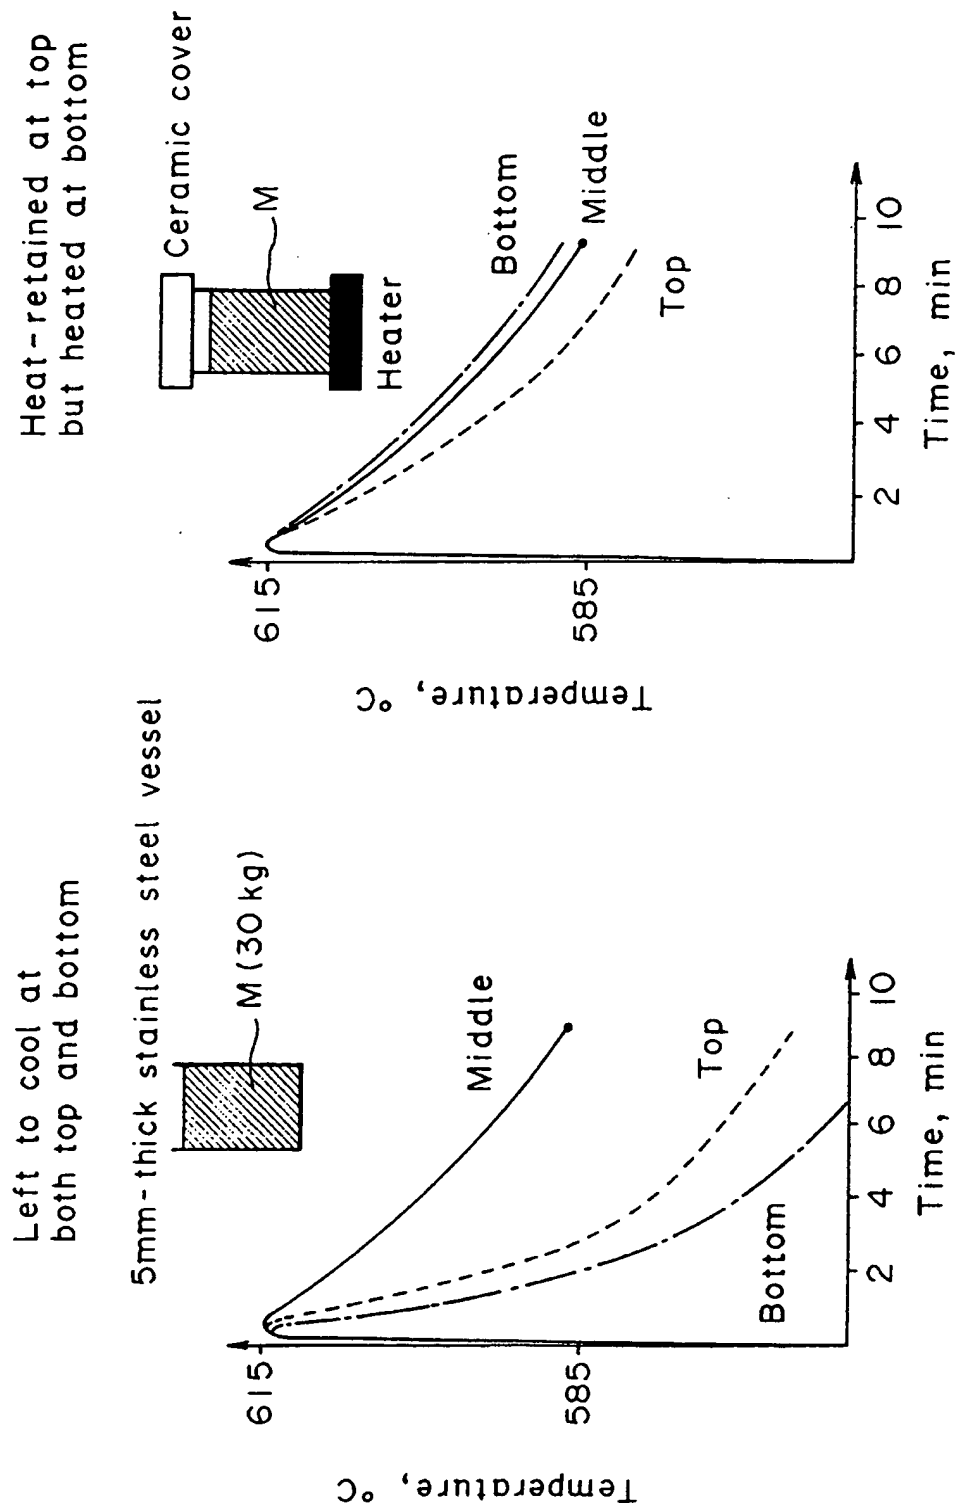 Left to cool at
both top and bottom
5mm-thick stainless steel vessel
M (30 kg)
Temperature, °C
615
585
Middle
Top
Bottom
2
4
6
8
10
Time, min
Heat-retained at top
but heated at bottom
Ceramic cover
M
Heater
Temperature, °C
615
585
Bottom
Middle
Top
2
4
6
8
10
Time, min